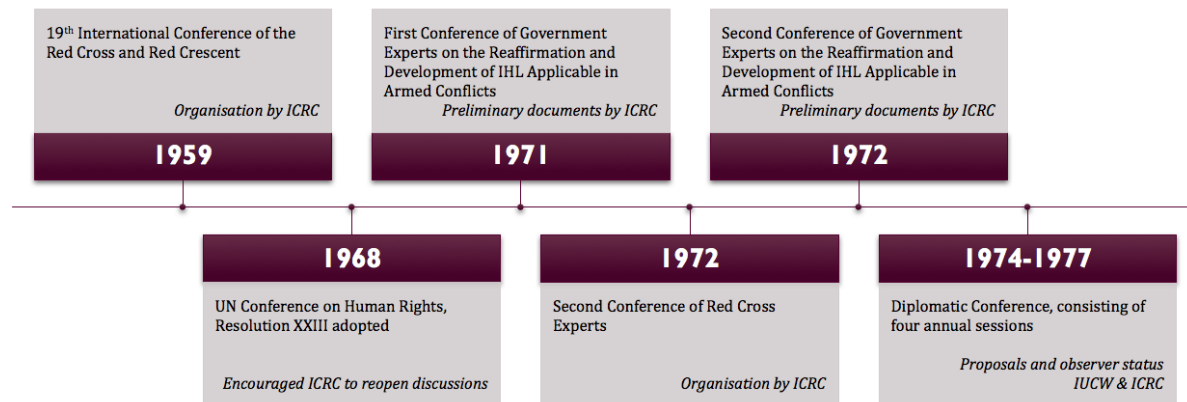 19th International Conference of the
Red Cross and Red Crescent
Organisation by ICRC
1959
First Conference of Government
Experts on the Reaffirmation and
Development of IHL Applicable in
Armed Conflicts
Preliminary documents by ICRC
1971
Second Conference of Government
Experts on the Reaffirmation and
Development of IHL Applicable in
Armed Conflicts
Preliminary documents by ICRC
1972
1968
UN Conference on Human Rights,
Resolution XXIII adopted
Encouraged ICRC to reopen discussions
1972
Second Conference of Red Cross
Experts
Organisation by ICRC
1974-1977
Diplomatic Conference, consisting of
four annual sessions
Proposals and observer status
IUCW & ICRC